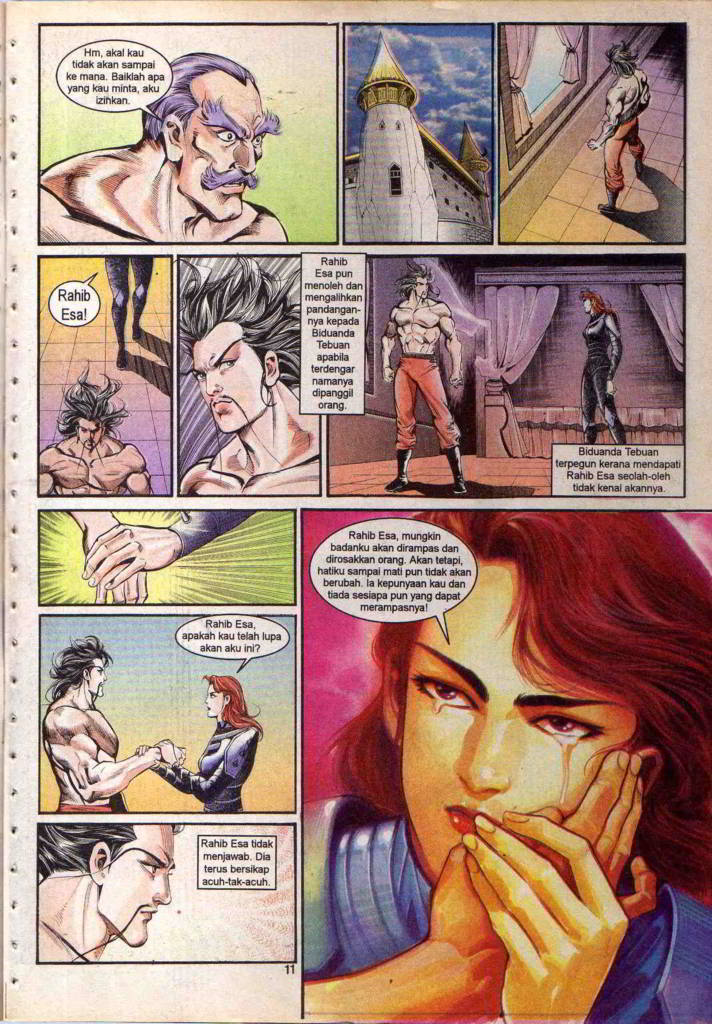 Hm, akal kau
tidak akan sampai
ke mana. Baiklah apa
yang kau minta, aku
izinkan.
Rahib
Esa!
Rahib
Esa pun
menoleh dan
mengalihkan
pandangan-
nya kepada
Biduanda
Tebuan
apabila
terdengar
namanya
dipanggil
orang.
Biduanda Tebuan
terpegun kerana mendapati
Rahib Esa seolah-oleh
tidak kenal akannya.
Rahib Esa, mungkin
badanku akan dirampas dan
dirosakkan orang. Akan tetapi,
hatiku sampai mati pun tidak akan
berubah. Ia kepunyaan kau dan
tiada sesiapa pun yang dapat
merampasnya!
Rahib Esa,
apakah kau telah lupa
akan aku ini?
Rahib Esa tidak
menjawab. Dia
terus bersikap
acuh-tak-acuh.
11